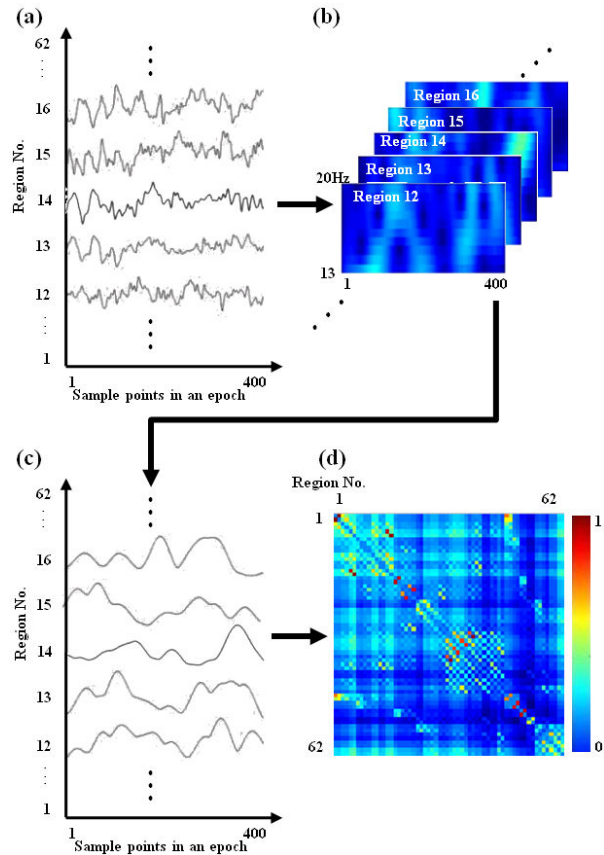 (a)
62
Region No.
16
15
14
13
12
1
1
400
Sample points in an epoch
(b)
Region 16
Region 15
Region 14
Region 13
Region 12
20Hz
13
1
400
(c)
62
Region No.
16
15
14
13
12
1
1
400
Sample points in an epoch
(d)
Region No.
1
62
1
62
1
0